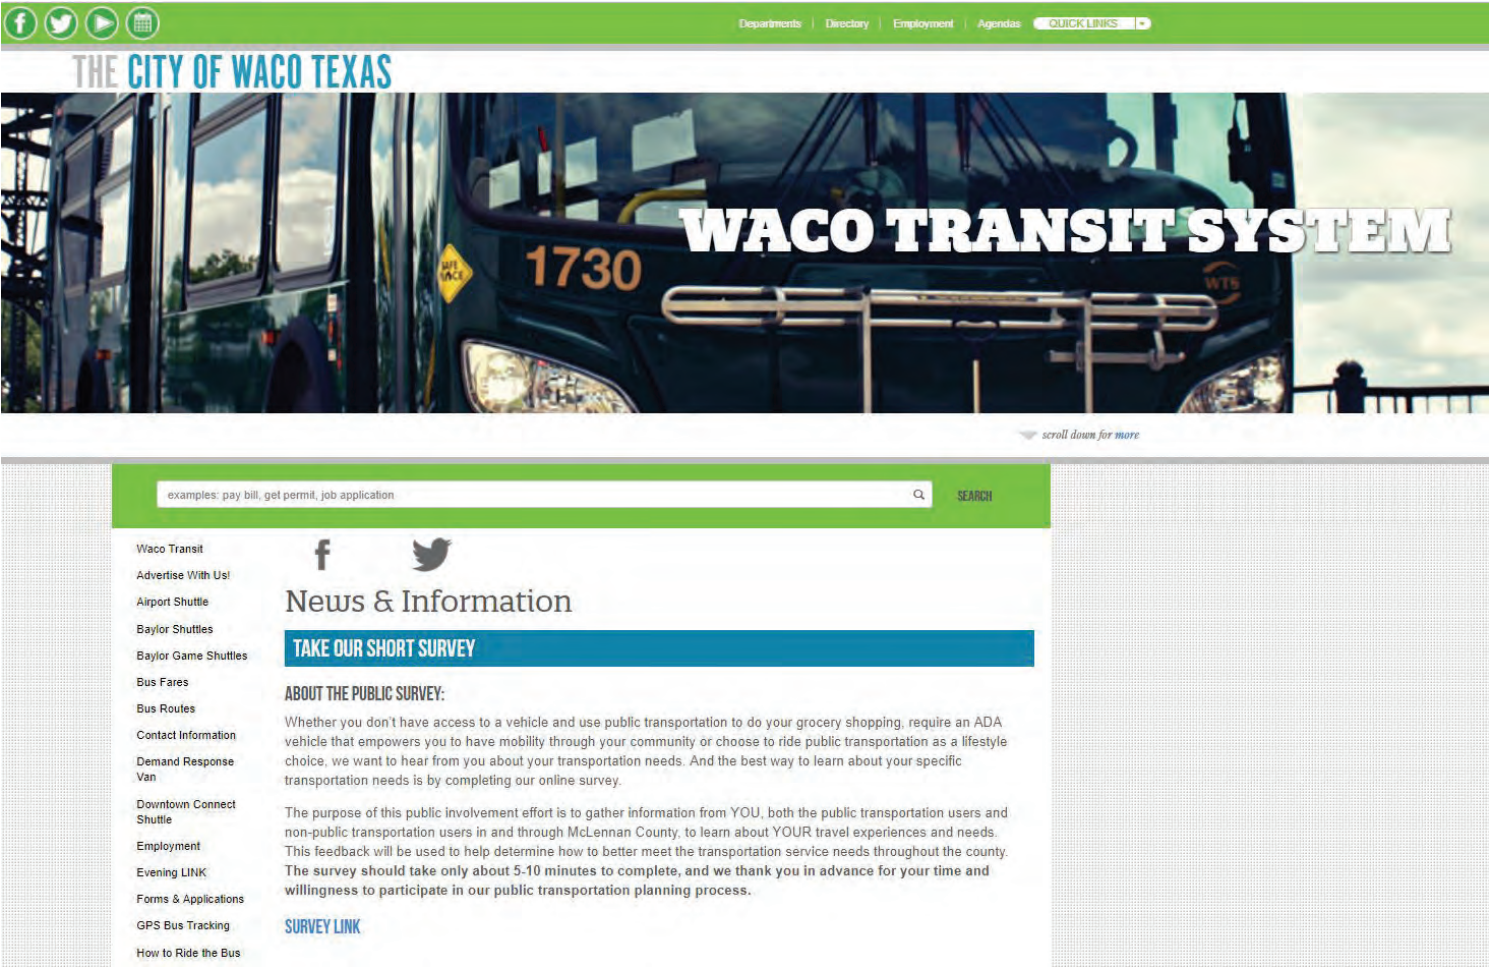 Departments | Directory | Employment | Agendas QUICK LINKS
THE CITY OF WACO TEXAS
WACO TRANSIT SYSTEM
1730
WTS
scroll down for more
examples: pay bill, get permit, job application
SEARCH
Waco Transit
Advertise With Us!
Airport Shuttle
Baylor Shuttles
Baylor Game Shuttles
Bus Fares
Bus Routes
Contact Information
Demand Response
Van
Downtown Connect
Shuttle
Employment
Evening LINK
Forms & Applications
GPS Bus Tracking
How to Ride the Bus
News & Information
TAKE OUR SHORT SURVEY
ABOUT THE PUBLIC SURVEY:
Whether you don't have access to a vehicle and use public transportation to do your grocery shopping, require an ADA
vehicle that empowers you to have mobility through your community or choose to ride public transportation as a lifestyle
choice, we want to hear from you about your transportation needs. And the best way to learn about your specific
transportation needs is by completing our online survey.
The purpose of this public involvement effort is to gather information from YOU, both the public transportation users and
non-public transportation users in and through McLennan County, to learn about YOUR travel experiences and needs.
This feedback will be used to help determine how to better meet the transportation service needs throughout the county.
The survey should take only about 5-10 minutes to complete, and we thank you in advance for your time and
willingness to participate in our public transportation planning process.
SURVEY LINK